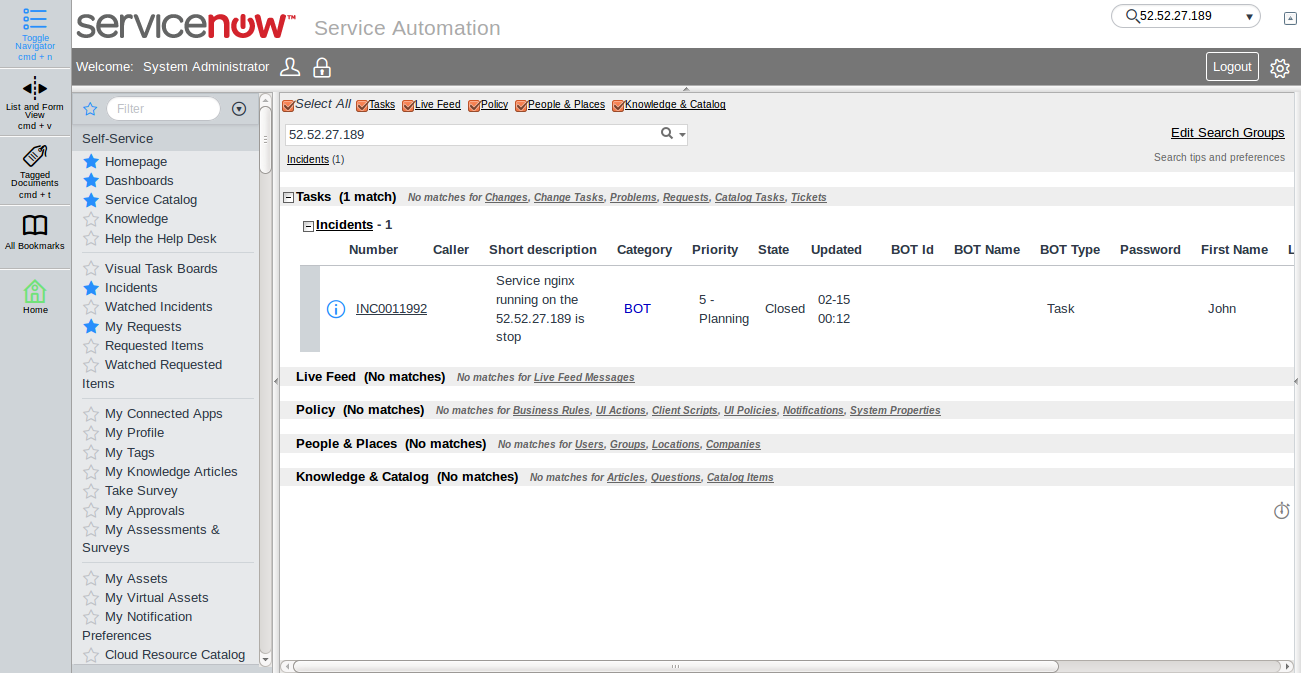 Toggle
Navigator
cmd + n
List and Form
View
cmd + v
Tagged
Documents
cmd + t
All Bookmarks
Home
servicenow™ Service Automation
52.52.27.189
Welcome: System Administrator
Logout
Filter
Self-Service
Homepage
Dashboards
Service Catalog
Knowledge
Help the Help Desk
Visual Task Boards
Incidents
Watched Incidents
My Requests
Requested Items
Watched Requested
Items
My Connected Apps
My Profile
My Tags
My Knowledge Articles
Take Survey
My Approvals
My Assessments &
Surveys
My Assets
My Virtual Assets
My Notification
Preferences
Cloud Resource Catalog
Select All Tasks Live Feed Policy People & Places Knowledge & Catalog
52.52.27.189
Edit Search Groups
Incidents (1)
Search tips and preferences
Tasks (1 match) No matches for Changes, Change Tasks, Problems, Requests, Catalog Tasks, Tickets
Incidents - 1
Number Caller Short description Category Priority State Updated BOT Id BOT Name BOT Type Password First Name L
INC0011992
Service nginx
running on the
52.52.27.189 is
stop
BOT
5 -
Planning
Closed
02-15
00:12
Task
John
Live Feed (No matches) No matches for Live Feed Messages
Policy (No matches) No matches for Business Rules, UI Actions, Client Scripts, UI Policies, Notifications, System Properties
People & Places (No matches) No matches for Users, Groups, Locations, Companies
Knowledge & Catalog (No matches) No matches for Articles, Questions, Catalog Items